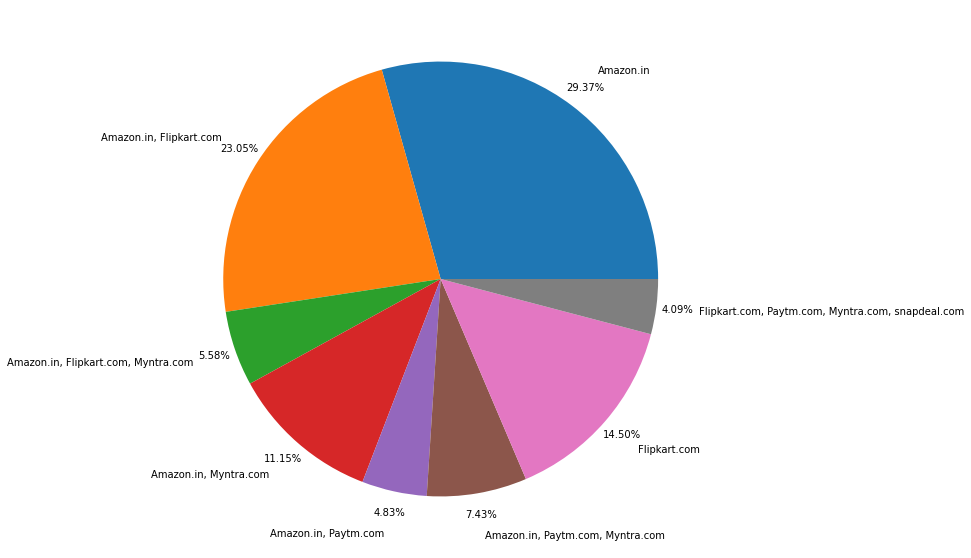 Amazon.in
29.37%
Amazon.in, Flipkart.com
23.05%
4.09% Flipkart.com, Paytm.com, Myntra.com, snapdeal.com
Amazon.in, Flipkart.com, Myntra.com 5.58%
14.50%
Flipkart.com
11.15%
Amazon.in, Myntra.com
4.83%
7.43%
Amazon.in, Paytm.com
Amazon.in, Paytm.com, Myntra.com